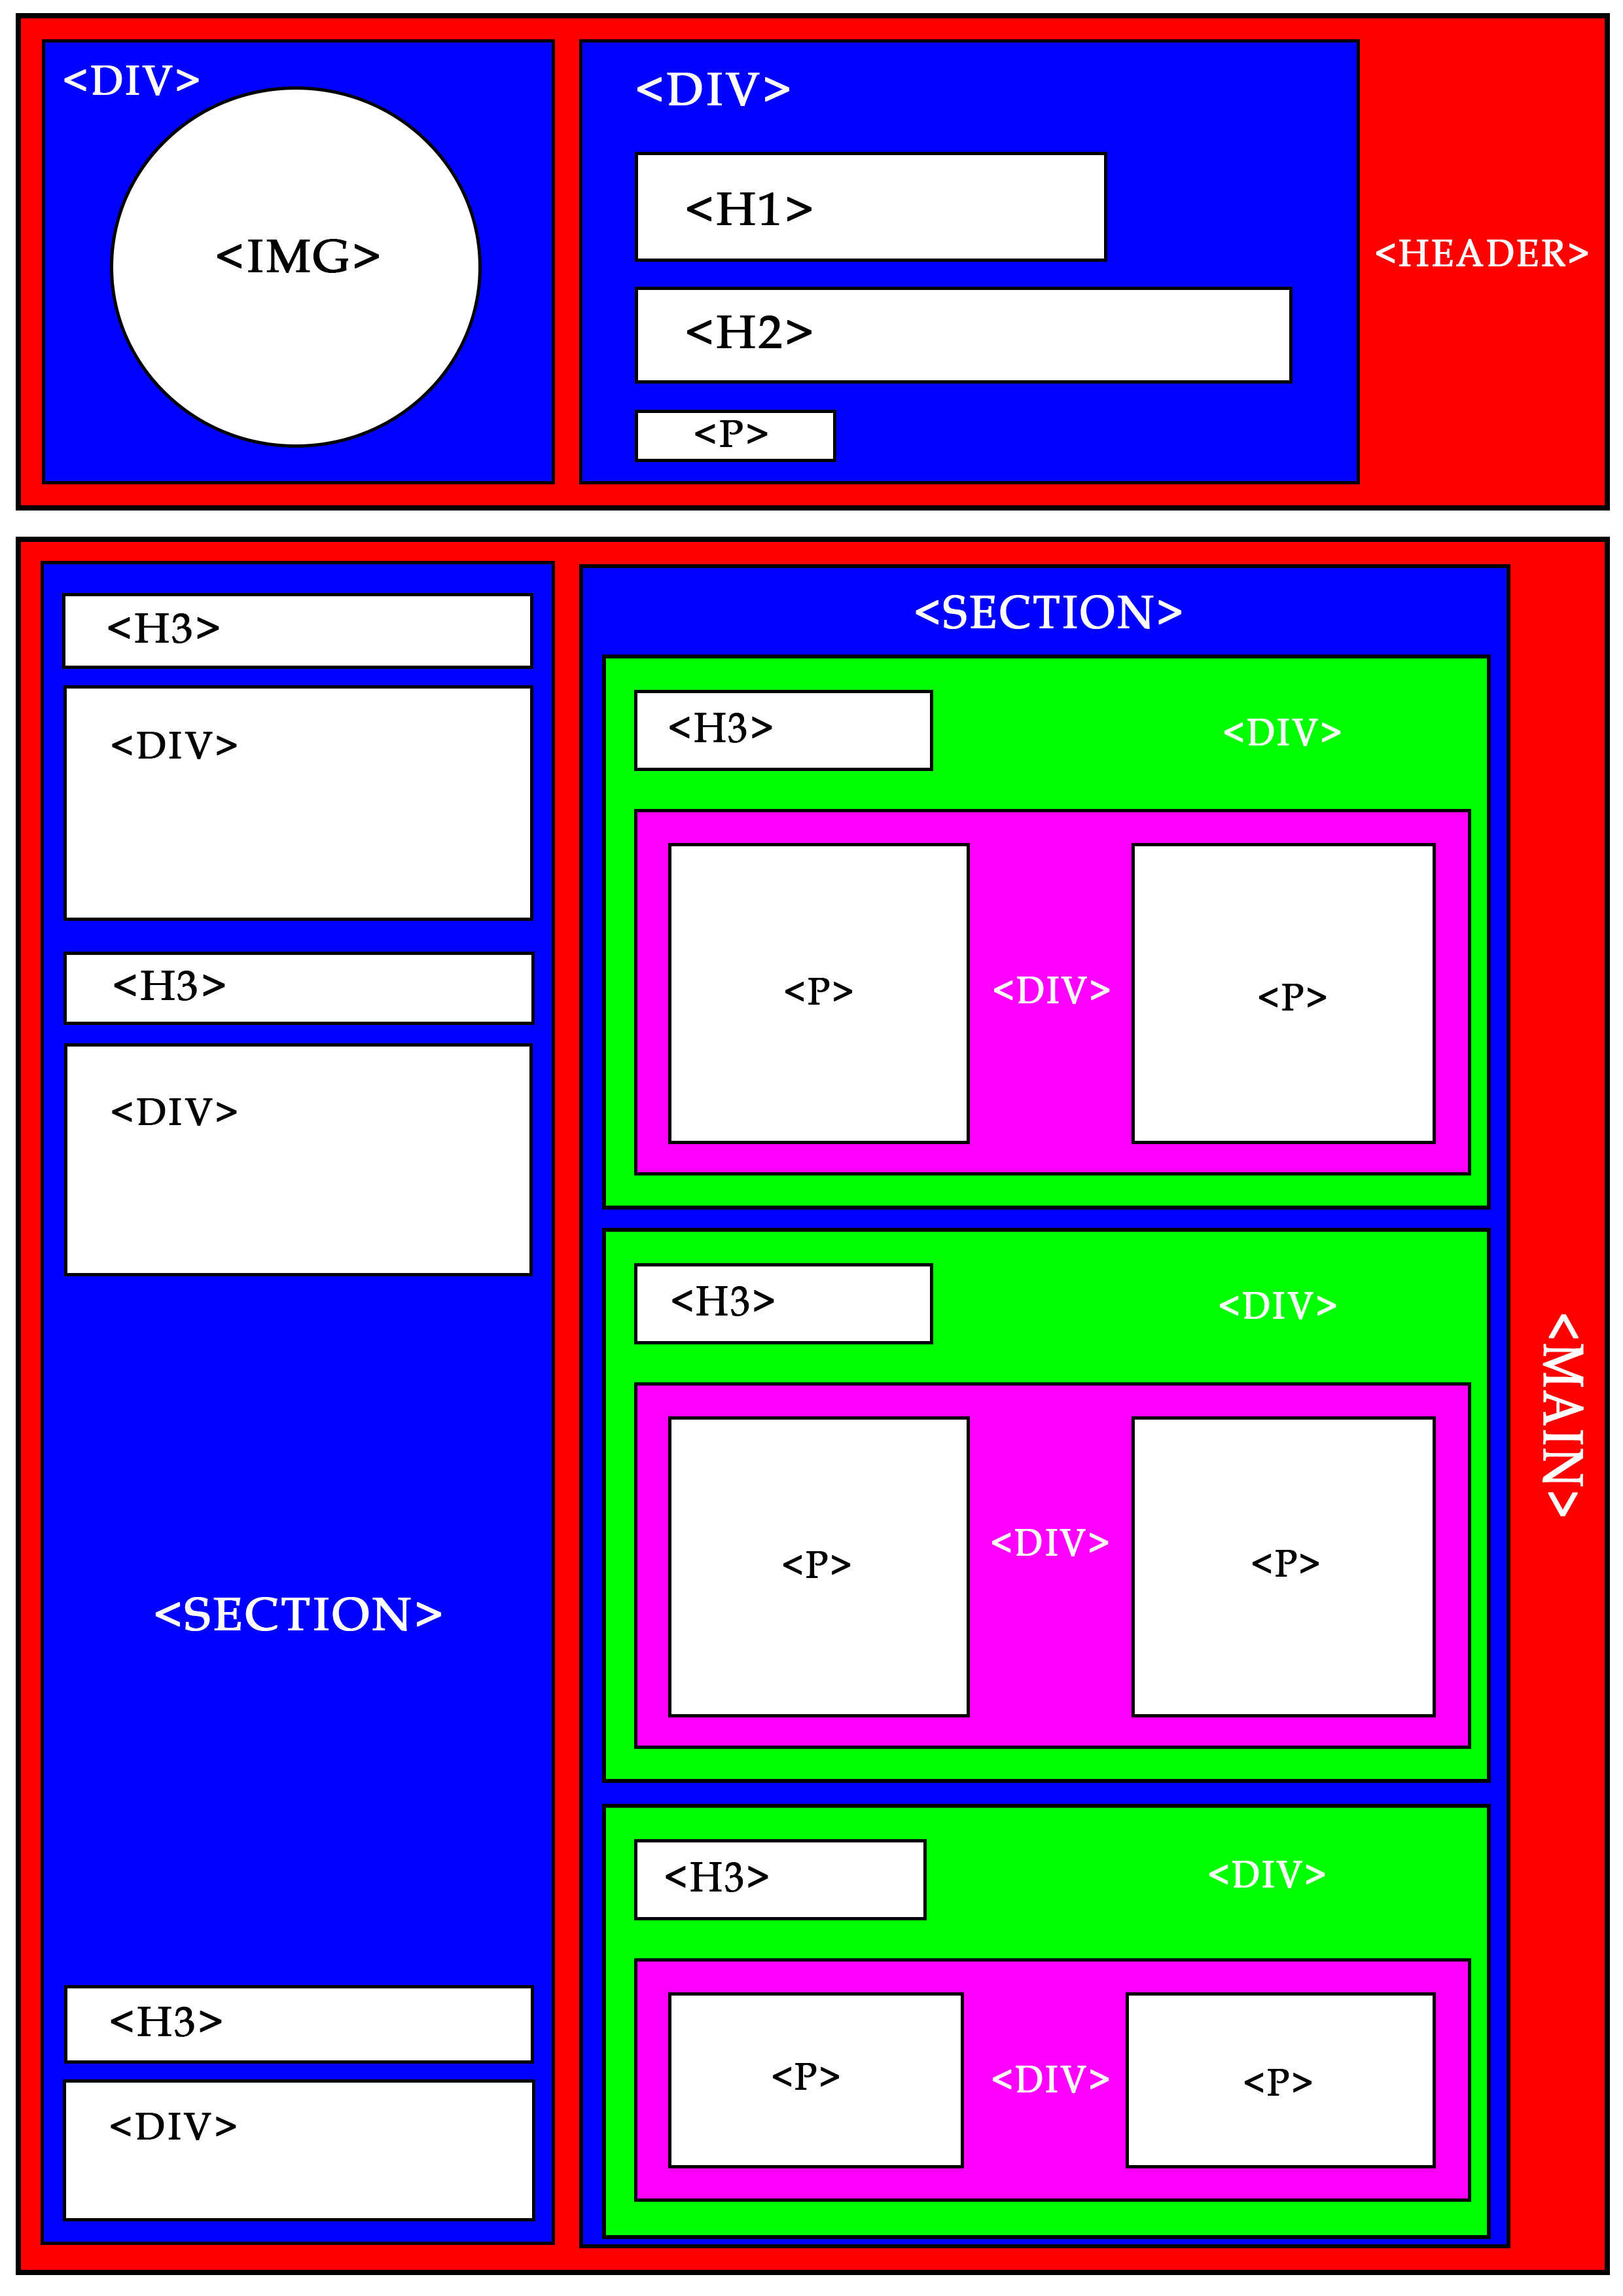 <DIV>
<IMG>
<DIV>
<H1>
<H2>
<P>
<HEADER>
<H3>
<DIV>
<H3>
<DIV>
<SECTION>
<H3>
<DIV>
<SECTION>
<H3>
<DIV>
<P>
<DIV>
<P>
<H3>
<DIV>
<P>
<DIV>
<P>
<H3>
<DIV>
<P>
<DIV>
<P>
<MAIN>